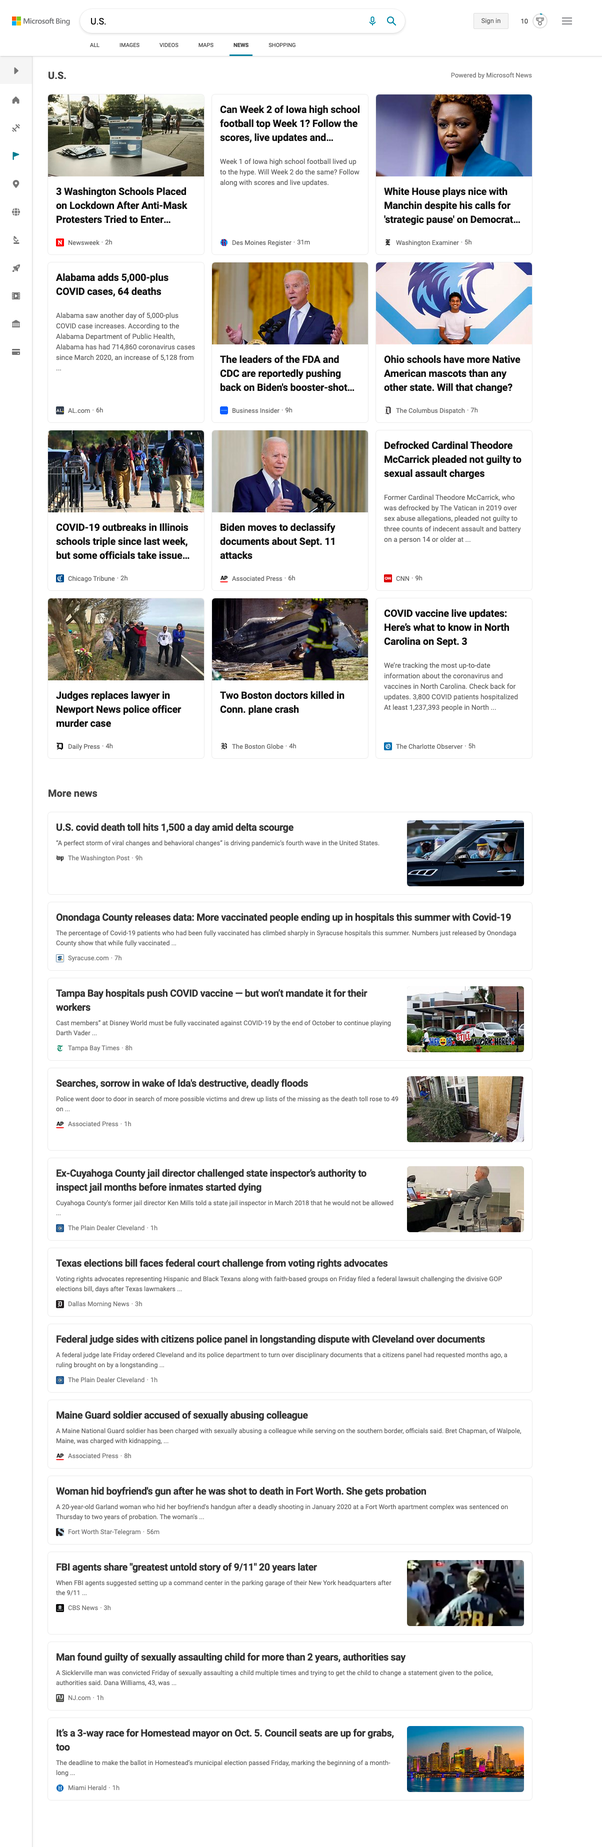 Microsoft Bing
U.S.
Sign in
10
ALL IMAGES VIDEOS MAPS NEWS SHOPPING
U.S.
Powered by Microsoft News
3 Washington Schools Placed
on Lockdown After Anti-Mask
Protesters Tried to Enter...
Newsweek · 2h
Can Week 2 of Iowa high school
football top Week 1? Follow the
scores, live updates and...
Week 1 of Iowa high school football lived up
to the hype. Will Week 2 do the same? Follow
along with scores and live updates.
Des Moines Register · 31m
White House plays nice with
Manchin despite his calls for
'strategic pause' on Democrat...
Washington Examiner · 5h
Alabama adds 5,000-plus
COVID cases, 64 deaths
Alabama saw another day of 5,000-plus
COVID case increases. According to the
Alabama Department of Public Health,
Alabama has had 714,860 coronavirus cases
since March 2020, an increase of 5,128 from
...
AL.com · 6h
The leaders of the FDA and
CDC are reportedly pushing
back on Biden's booster-shot...
Business Insider · 9h
Ohio schools have more Native
American mascots than any
other state. Will that change?
The Columbus Dispatch · 7h
COVID-19 outbreaks in Illinois
schools triple since last week,
but some officials take issue...
Chicago Tribune · 2h
Biden moves to declassify
documents about Sept. 11
attacks
AP Associated Press · 6h
Defrocked Cardinal Theodore
McCarrick pleaded not guilty to
sexual assault charges
Former Cardinal Theodore McCarrick, who
was defrocked by The Vatican in 2019 over
sex abuse allegations, pleaded not guilty to
three counts of indecent assault and battery
on a person 14 or older at ...
CNN · 9h
Judges replaces lawyer in
Newport News police officer
murder case
Daily Press · 4h
Two Boston doctors killed in
Conn. plane crash
The Boston Globe · 4h
COVID vaccine live updates:
Here's what to know in North
Carolina on Sept. 3
We're tracking the most up-to-date
information about the coronavirus and
vaccines in North Carolina. Check back for
updates. 3,800 COVID patients hospitalized
At least 1,237,393 people in North ...
The Charlotte Observer · 5h
More news
U.S. covid death toll hits 1,500 a day amid delta scourge
"A perfect storm of viral changes and behavioral changes" is driving pandemic's fourth wave in the United States.
wp The Washington Post · 9h
Onondaga County releases data: More vaccinated people ending up in hospitals this summer with Covid-19
The percentage of Covid-19 patients who had been fully vaccinated has climbed sharply in Syracuse hospitals this summer. Numbers just released by Onondaga
County show that while fully vaccinated ...
Syracuse.com · 7h
Tampa Bay hospitals push COVID vaccine — but won't mandate it for their
workers
Cast members" at Disney World must be fully vaccinated against COVID-19 by the end of October to continue playing
Darth Vader ...
Tampa Bay Times · 8h
Searches, sorrow in wake of Ida's destructive, deadly floods
Police went door to door in search of more possible victims and drew up lists of the missing as the death toll rose to 49
on ...
AP Associated Press · 1h
Ex-Cuyahoga County jail director challenged state inspector's authority to
inspect jail months before inmates started dying
Cuyahoga County's former jail director Ken Mills told a state jail inspector in March 2018 that he would not be allowed
...
The Plain Dealer Cleveland · 1h
Texas elections bill faces federal court challenge from voting rights advocates
Voting rights advocates representing Hispanic and Black Texans along with faith-based groups on Friday filed a federal lawsuit challenging the divisive GOP
elections bill, days after Texas lawmakers ...
Dallas Morning News · 3h
Federal judge sides with citizens police panel in longstanding dispute with Cleveland over documents
A federal judge late Friday ordered Cleveland and its police department to turn over disciplinary documents that a citizens panel had requested months ago, a
ruling brought on by a longstanding ...
The Plain Dealer Cleveland · 1h
Maine Guard soldier accused of sexually abusing colleague
A Maine National Guard soldier has been charged with sexually abusing a colleague while serving on the southern border, officials said. Bret Chapman, of Walpole,
Maine, was charged with kidnapping, ...
AP Associated Press · 8h
Woman hid boyfriend's gun after he was shot to death in Fort Worth. She gets probation
A 20-year-old Garland woman who hid her boyfriend's handgun after a deadly shooting in January 2020 at a Fort Worth apartment complex was sentenced on
Thursday to two years of probation. The woman's ...
Fort Worth Star-Telegram · 56m
FBI agents share "greatest untold story of 9/11" 20 years later
When FBI agents suggested setting up a command center in the parking garage of their New York headquarters after
the 9/11 ...
CBS News · 3h
FBI
Man found guilty of sexually assaulting child for more than 2 years, authorities say
A Sicklerville man was convicted Friday of sexually assaulting a child multiple times and trying to get the child to change a statement given to the police,
authorities said. Dana Williams, 43, was ...
NJ.com · 1h
It's a 3-way race for Homestead mayor on Oct. 5. Council seats are up for grabs,
too
The deadline to make the ballot in Homestead's municipal election passed Friday, marking the beginning of a month-
long ...
Miami Herald · 1h